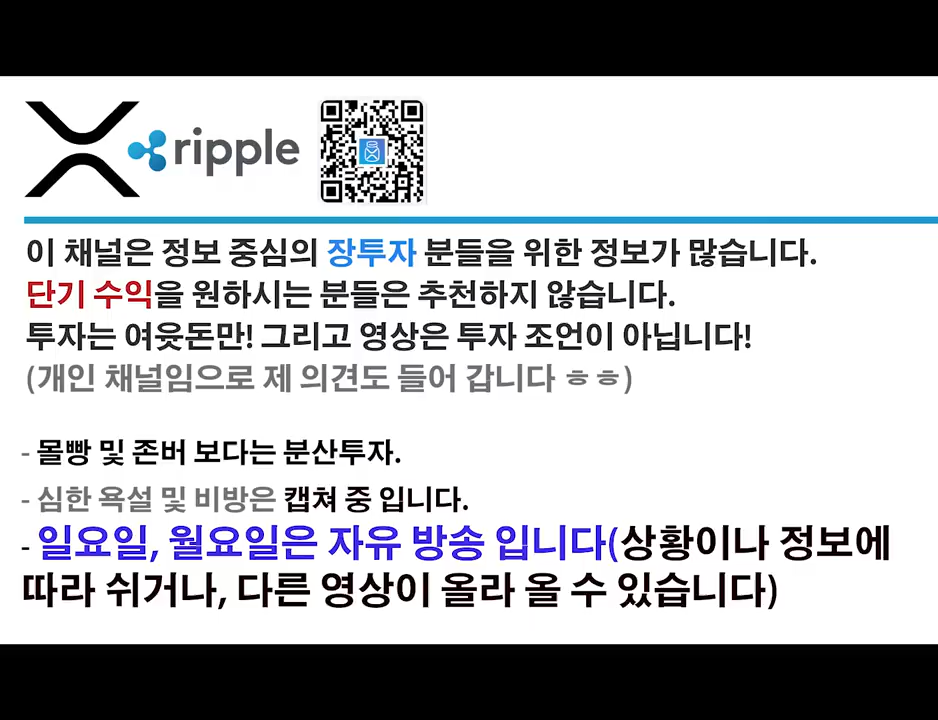 ripple
이 채널은 정보 중심의 장투자 분들을 위한 정보가 많습니다.
단기 수익을 원하시는 분들은 추천하지 않습니다.
투자는 여윳돈만! 그리고 영상은 투자 조언이 아닙니다!
(개인 채널임으로 제 의견도 들어 갑니다 ㅎㅎ)
- 몰빵 및 존버 보다는 분산투자.
- 심한 욕설 및 비방은 캡쳐 중 입니다.
- 일요일, 월요일은 자유 방송 입니다(상황이나 정보에
따라 쉬거나, 다른 영상이 올라 올 수 있습니다)